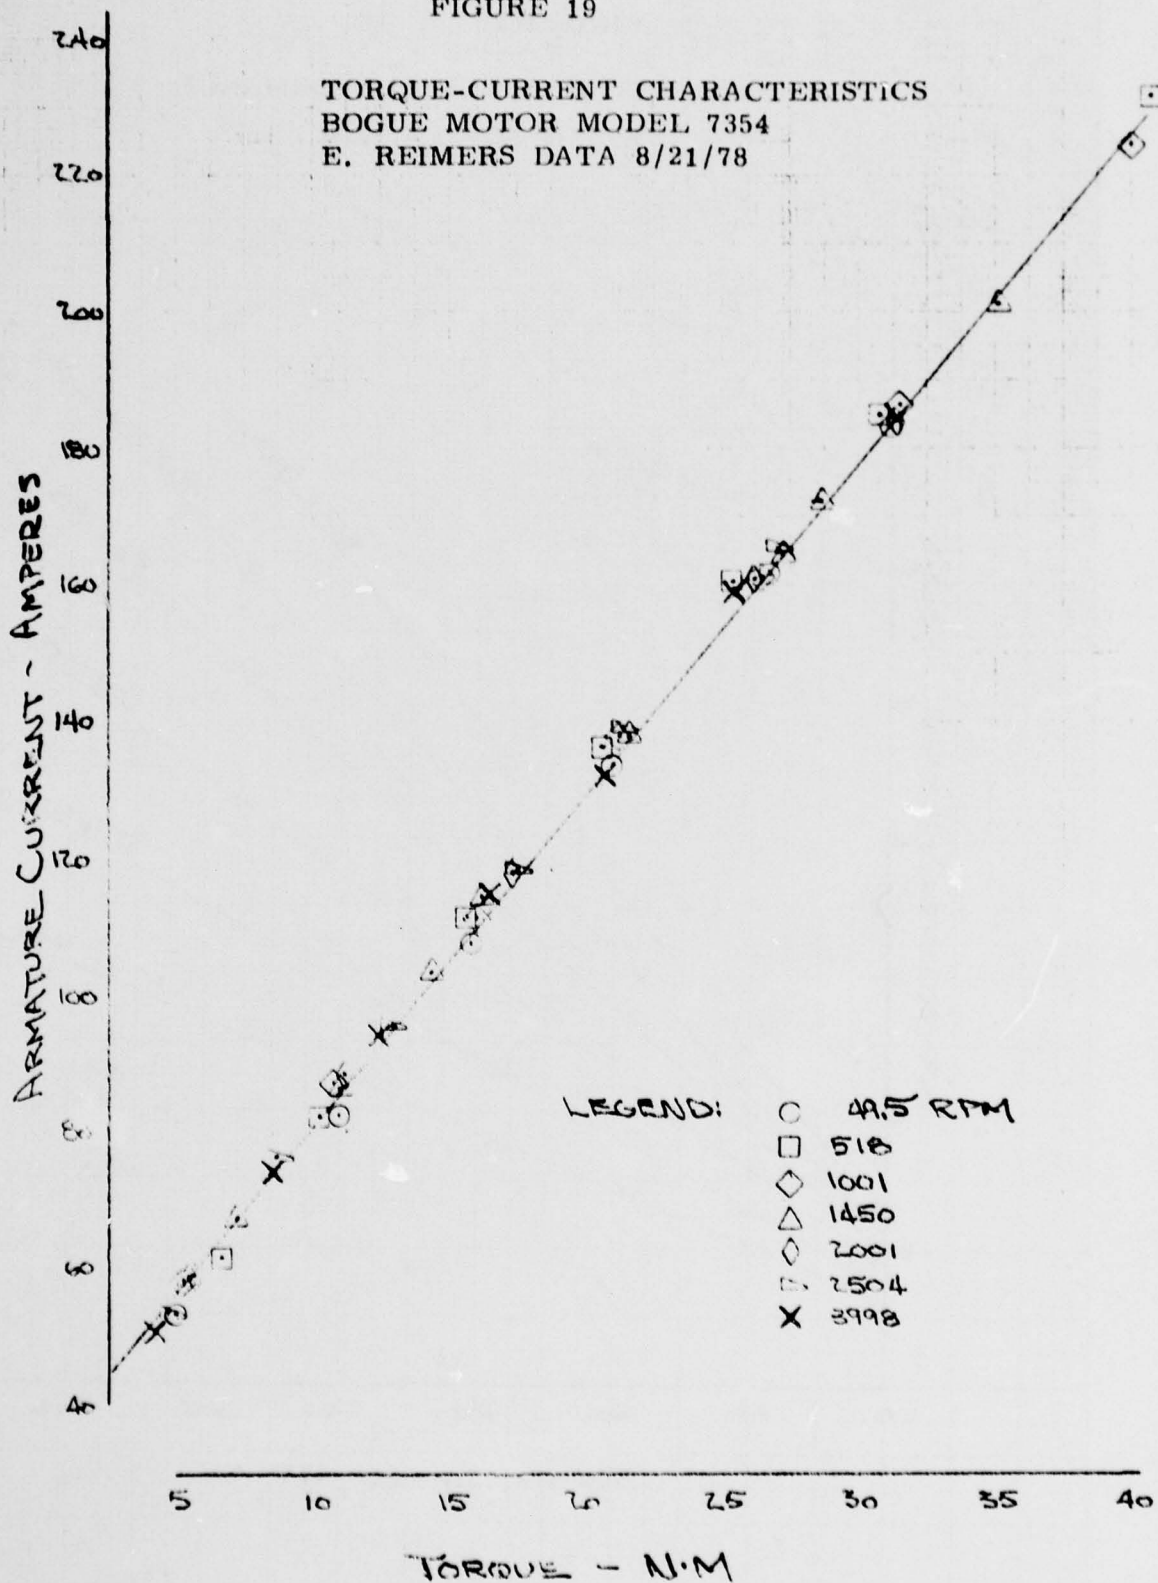 FIGURE 19
TORQUE-CURRENT CHARACTERISTICS
BOGUE MOTOR MODEL 7354
E. REIMERS DATA 8/21/78
240
220
200
180
160
140
120
100
80
60
40
ARMATURE CURRENT - AMPERES
LEGEND: 49.5 RPM
518
1001
1450
2001
2504
3998
5 10 15 20 25 30 35 40
TORQUE - N·M